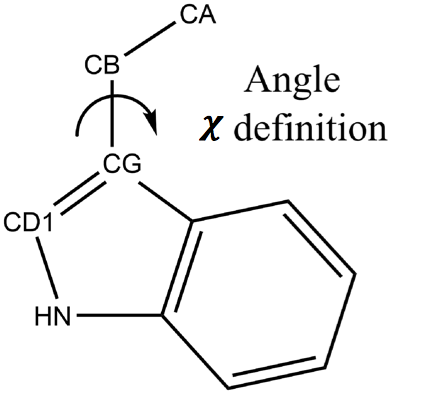 CA
CB
Angle
χ definition
CG
CD1
HN